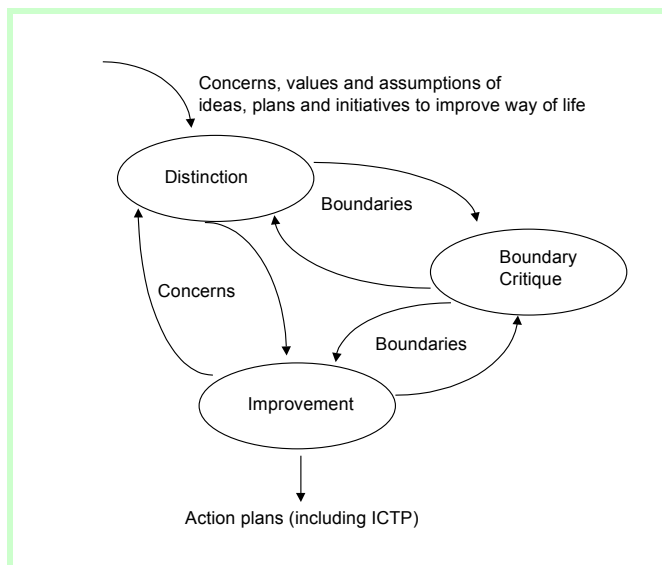 Concerns, values and assumptions of
ideas, plans and initiatives to improve way of life
Distinction
Boundaries
Boundary
Critique
Concerns
Boundaries
Improvement
Action plans (including ICTP)